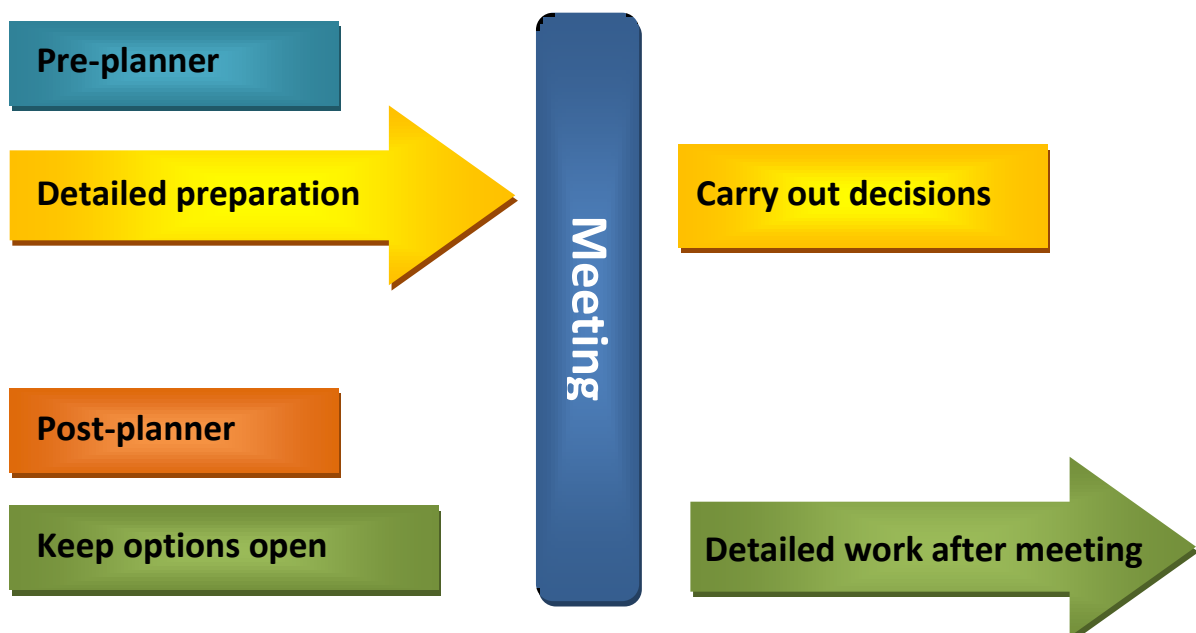 Pre-planner
Detailed preparation
Meeting
Carry out decisions
Post-planner
Keep options open
Detailed work after meeting